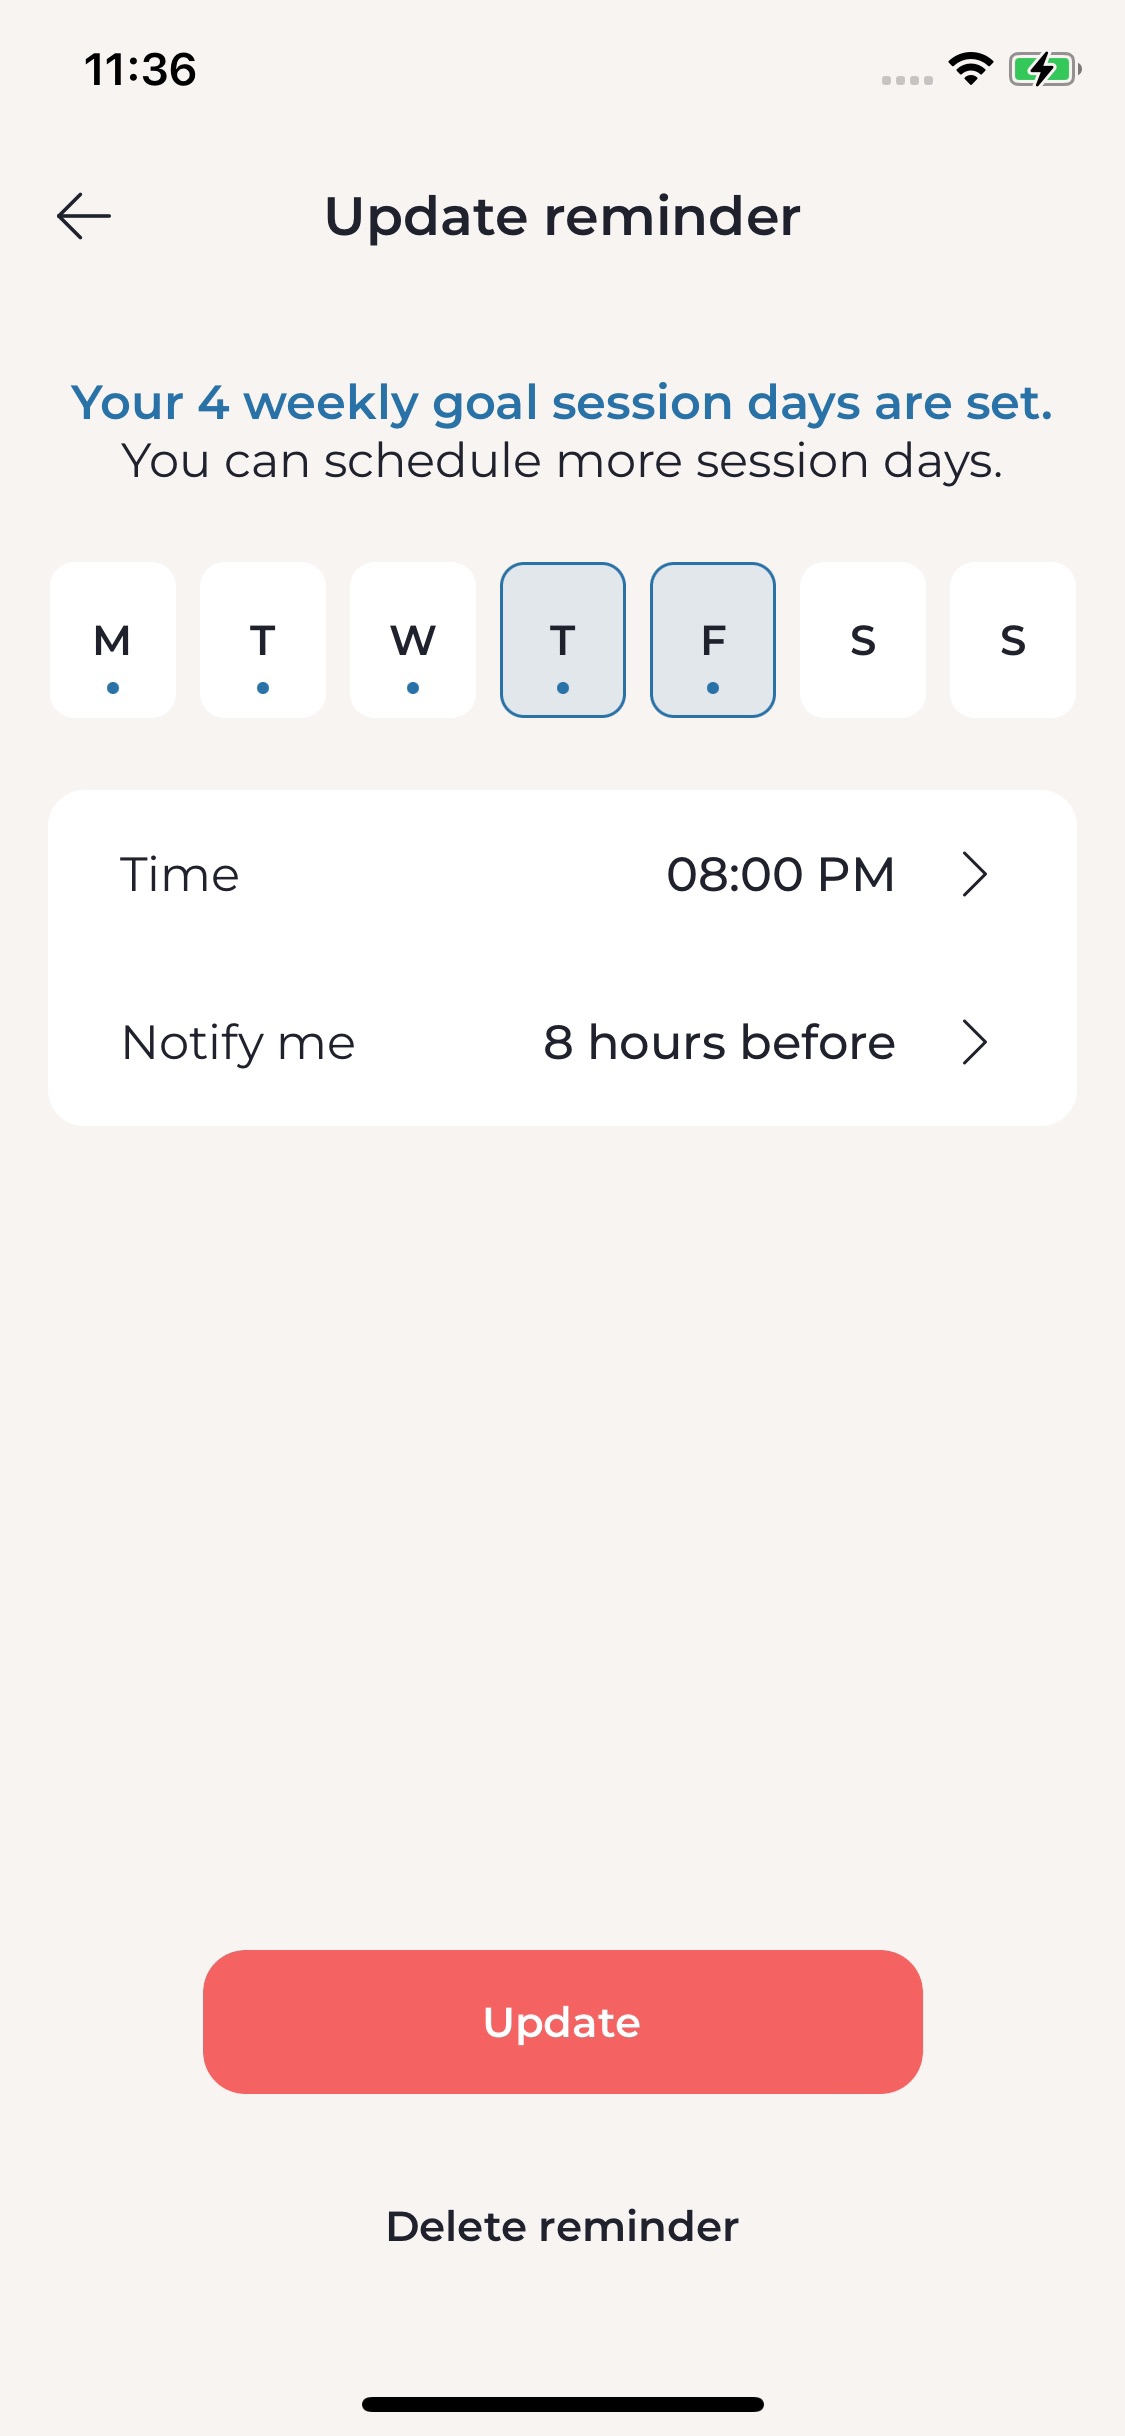 11:36
Update reminder
Your 4 weekly goal session days are set.
You can schedule more session days.
M T W T F S S
Time 08:00 PM
Notify me 8 hours before
Update
Delete reminder